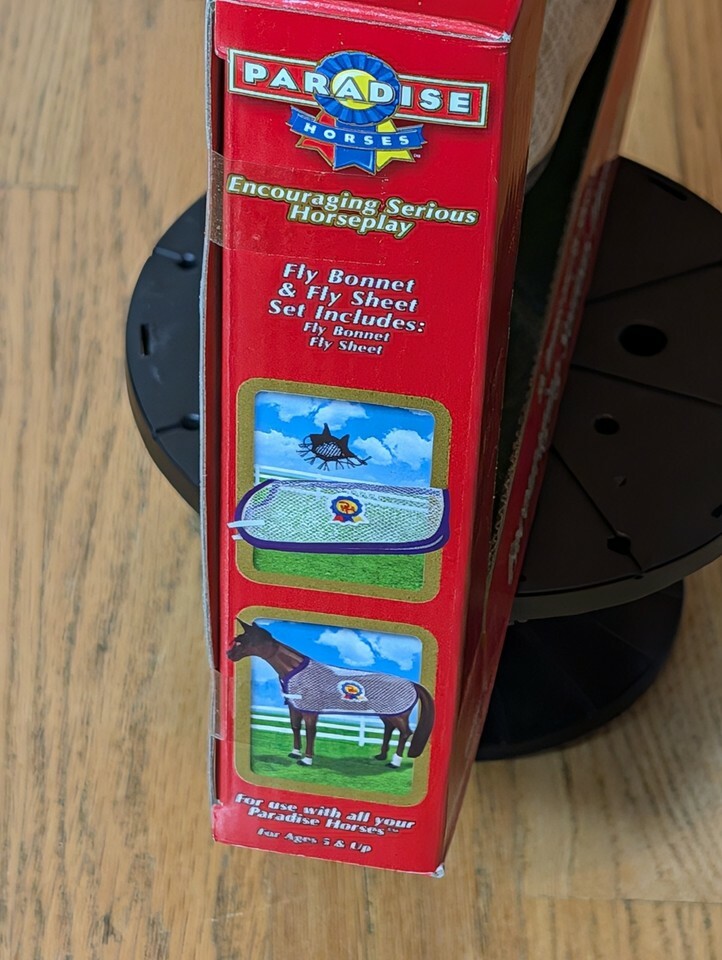 PARADISE
HORSES™
Encouraging Serious
Horseplay
Fly Bonnet
& Fly Sheet
Set Includes:
Fly Bonnet
Fly Sheet
For use with all your
Paradise Horses™
for Ages 5 & Up